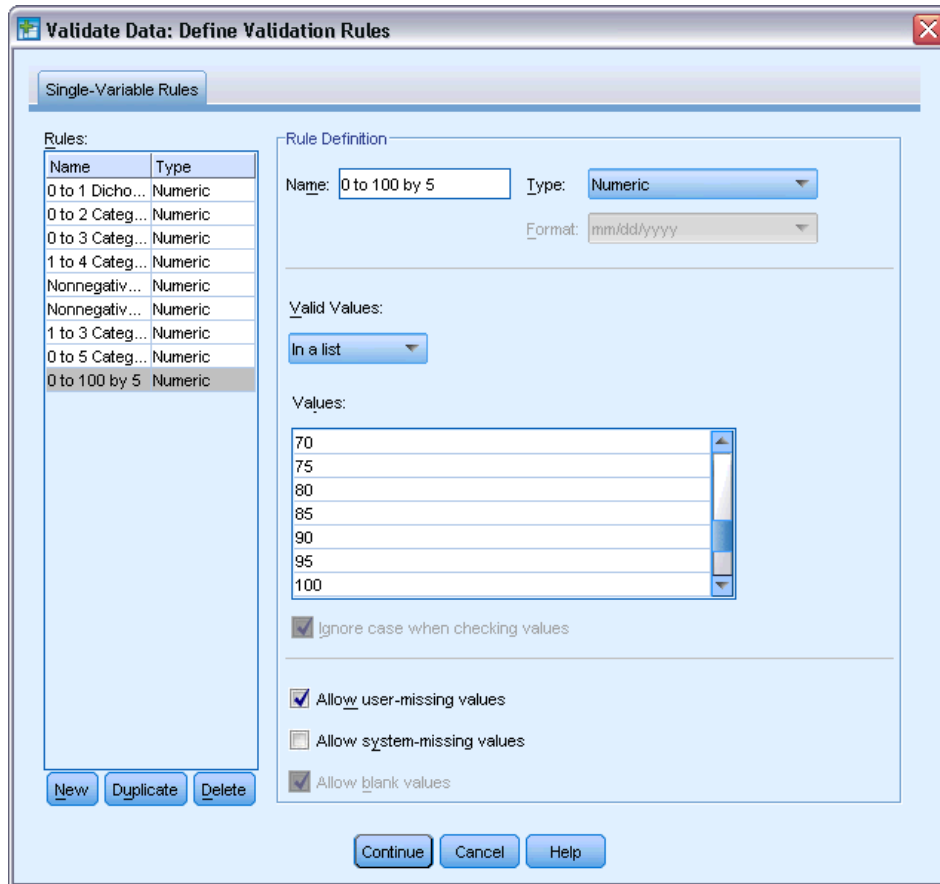 Validate Data: Define Validation Rules
Single-Variable Rules
Rules:
Name Type
0 to 1 Dicho... Numeric
0 to 2 Categ... Numeric
0 to 3 Categ... Numeric
1 to 4 Categ... Numeric
Nonnegativ... Numeric
Nonnegativ... Numeric
1 to 3 Categ... Numeric
0 to 5 Categ... Numeric
0 to 100 by 5 Numeric
New Duplicate Delete
Rule Definition
Name: 0 to 100 by 5 Type: Numeric
Format: mm/dd/yyyy
Valid Values:
In a list
Values:
70
75
80
85
90
95
100
Ignore case when checking values
Allow user-missing values
Allow system-missing values
Allow blank values
Continue Cancel Help